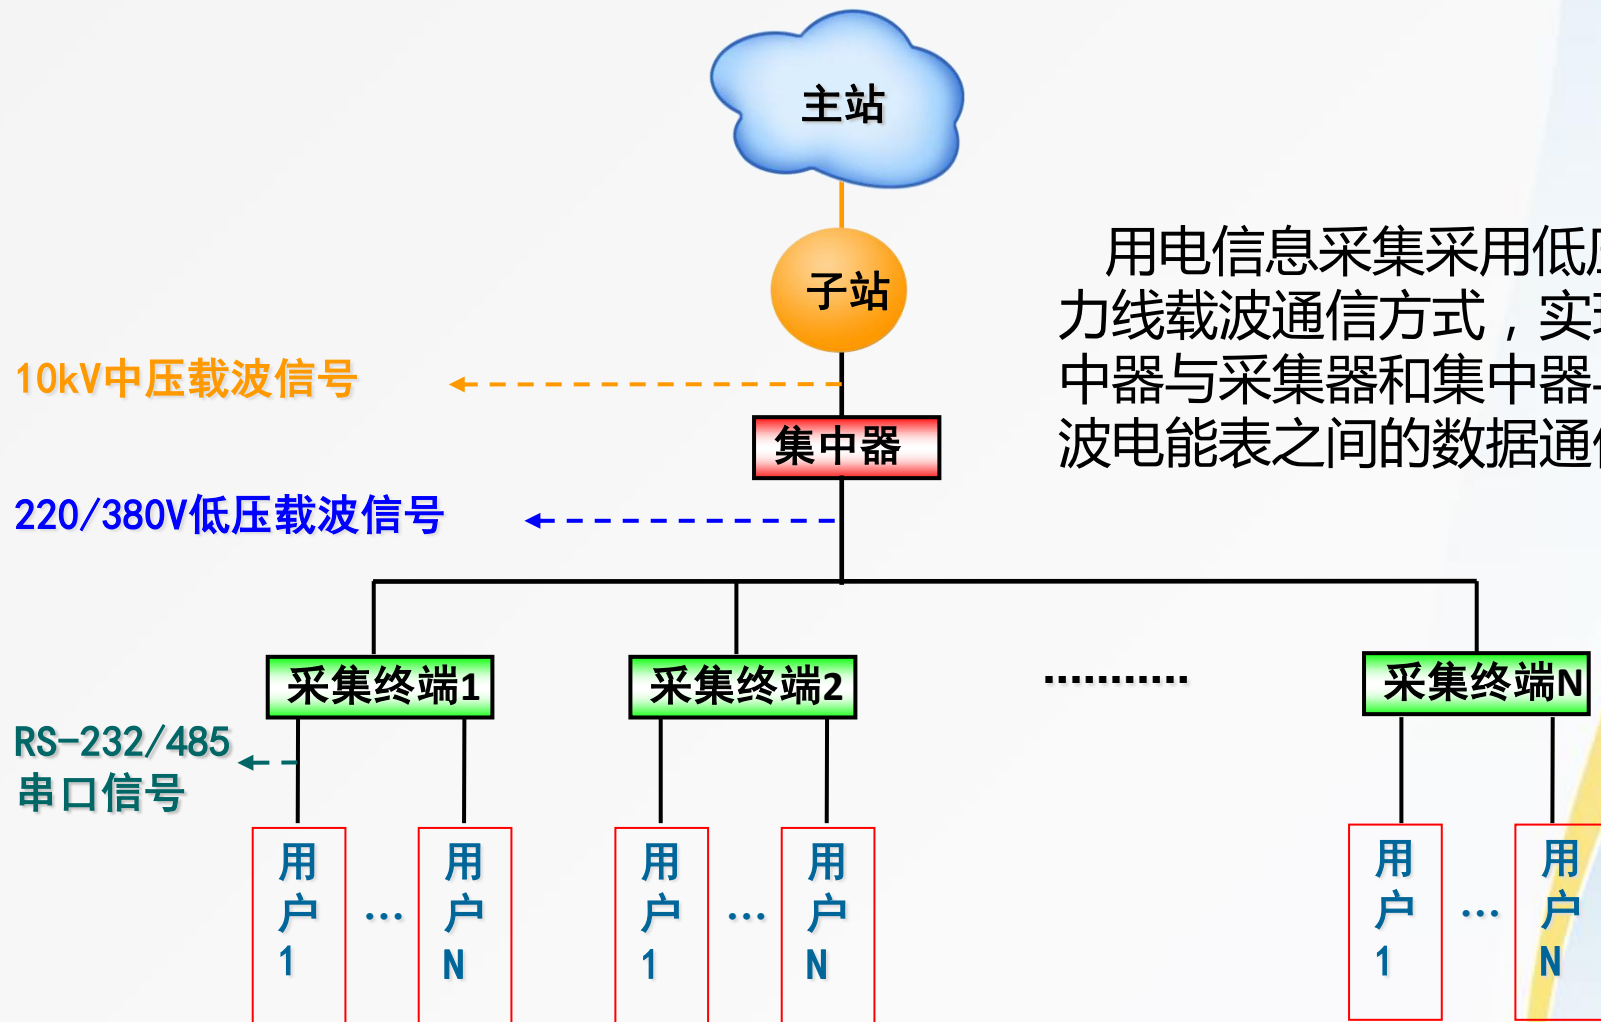 主站
子站
用电信息采集采用低
力线载波通信方式，实
中器与采集器和集中器
波电能表之间的数据通
10kV中压载波信号
集中器
220/380V低压载波信号
采集终端1
采集终端2
...........
采集终端N
RS-232/485
串口信号
用户1
...
用户N
用户1
...
用户N
用户1
...
用户N